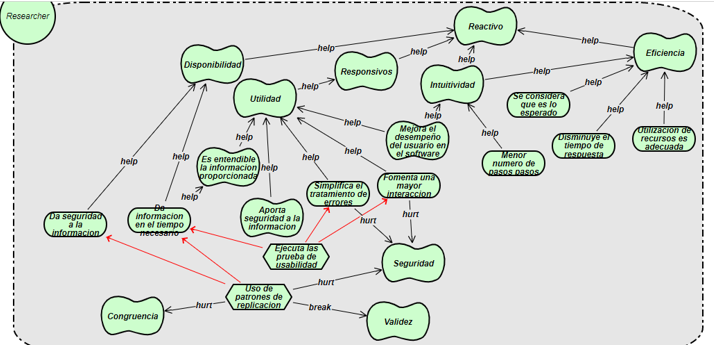 Researcher
Reactivo
help
help
help
help
Disponibilidad
Responsivos
Eficiencia
help
Utilidad
help
Intuitividad
help
help
Se considera
que es lo
esperado
help
help
help
help
Mejora el
desempeño
del usuario
en el software
help
Disminuye el
tiempo de
respuesta
Utilizacion de
recursos es
adecuada
help
help
Es entendible
la informacion
proporcionada
help
help
help
help
Menor
numero de
pasos pasos
Simplifica el
tratamiento de
errores
Fomenta una
mayor
interaccion
help
Da seguridad
a la
informacion
Da
informacion
en el tiempo
necesario
Aporta
seguridad a la
informacion
hurt
hurt
Ejecuta las
prueba de
usabilidad
Seguridad
hurt
Uso de
patrones de
replicacion
hurt
break
Congruencia
Validez